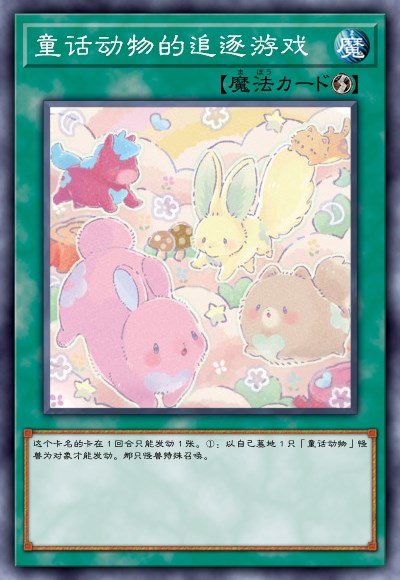 童话动物的追逐游戏
魔
【魔法カード】
まほう
这个卡名的卡在1回合只能发动1张。①：以自己墓地1只「童话动物」怪
兽为对象才能发动。那只怪兽特殊召唤。